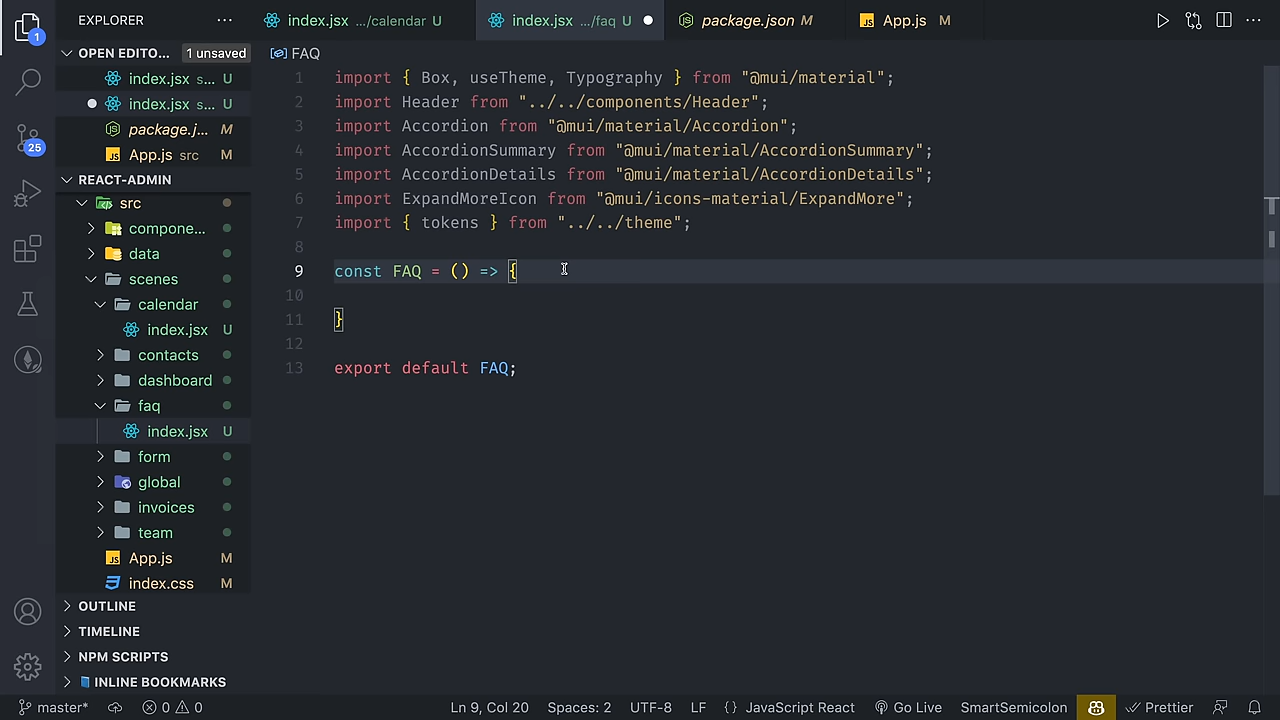 EXPLORER
index.jsx .../calendar U
index.jsx .../faq U
package.json M
App.js M
OPEN EDITO... 1 unsaved
index.jsx s... U
index.jsx s... U
package.j... M
App.js src M
REACT-ADMIN
src
compone...
data
scenes
calendar
index.jsx U
contacts
dashboard
faq
index.jsx U
form
global
invoices
team
App.js M
index.css M
OUTLINE
TIMELINE
NPM SCRIPTS
INLINE BOOKMARKS
1
25
FAQ
1 import { Box, useTheme, Typography } from "@mui/material";
2 import Header from "../../components/Header";
3 import Accordion from "@mui/material/Accordion";
4 import AccordionSummary from "@mui/material/AccordionSummary";
5 import AccordionDetails from "@mui/material/AccordionDetails";
6 import ExpandMoreIcon from "@mui/icons-material/ExpandMore";
7 import { tokens } from "../../theme";
8
9 const FAQ = () => {
10
11 }
12
13 export default FAQ;
master* 0 0 Ln 9, Col 20 Spaces: 2 UTF-8 LF {} JavaScript React Go Live SmartSemicolon Prettier